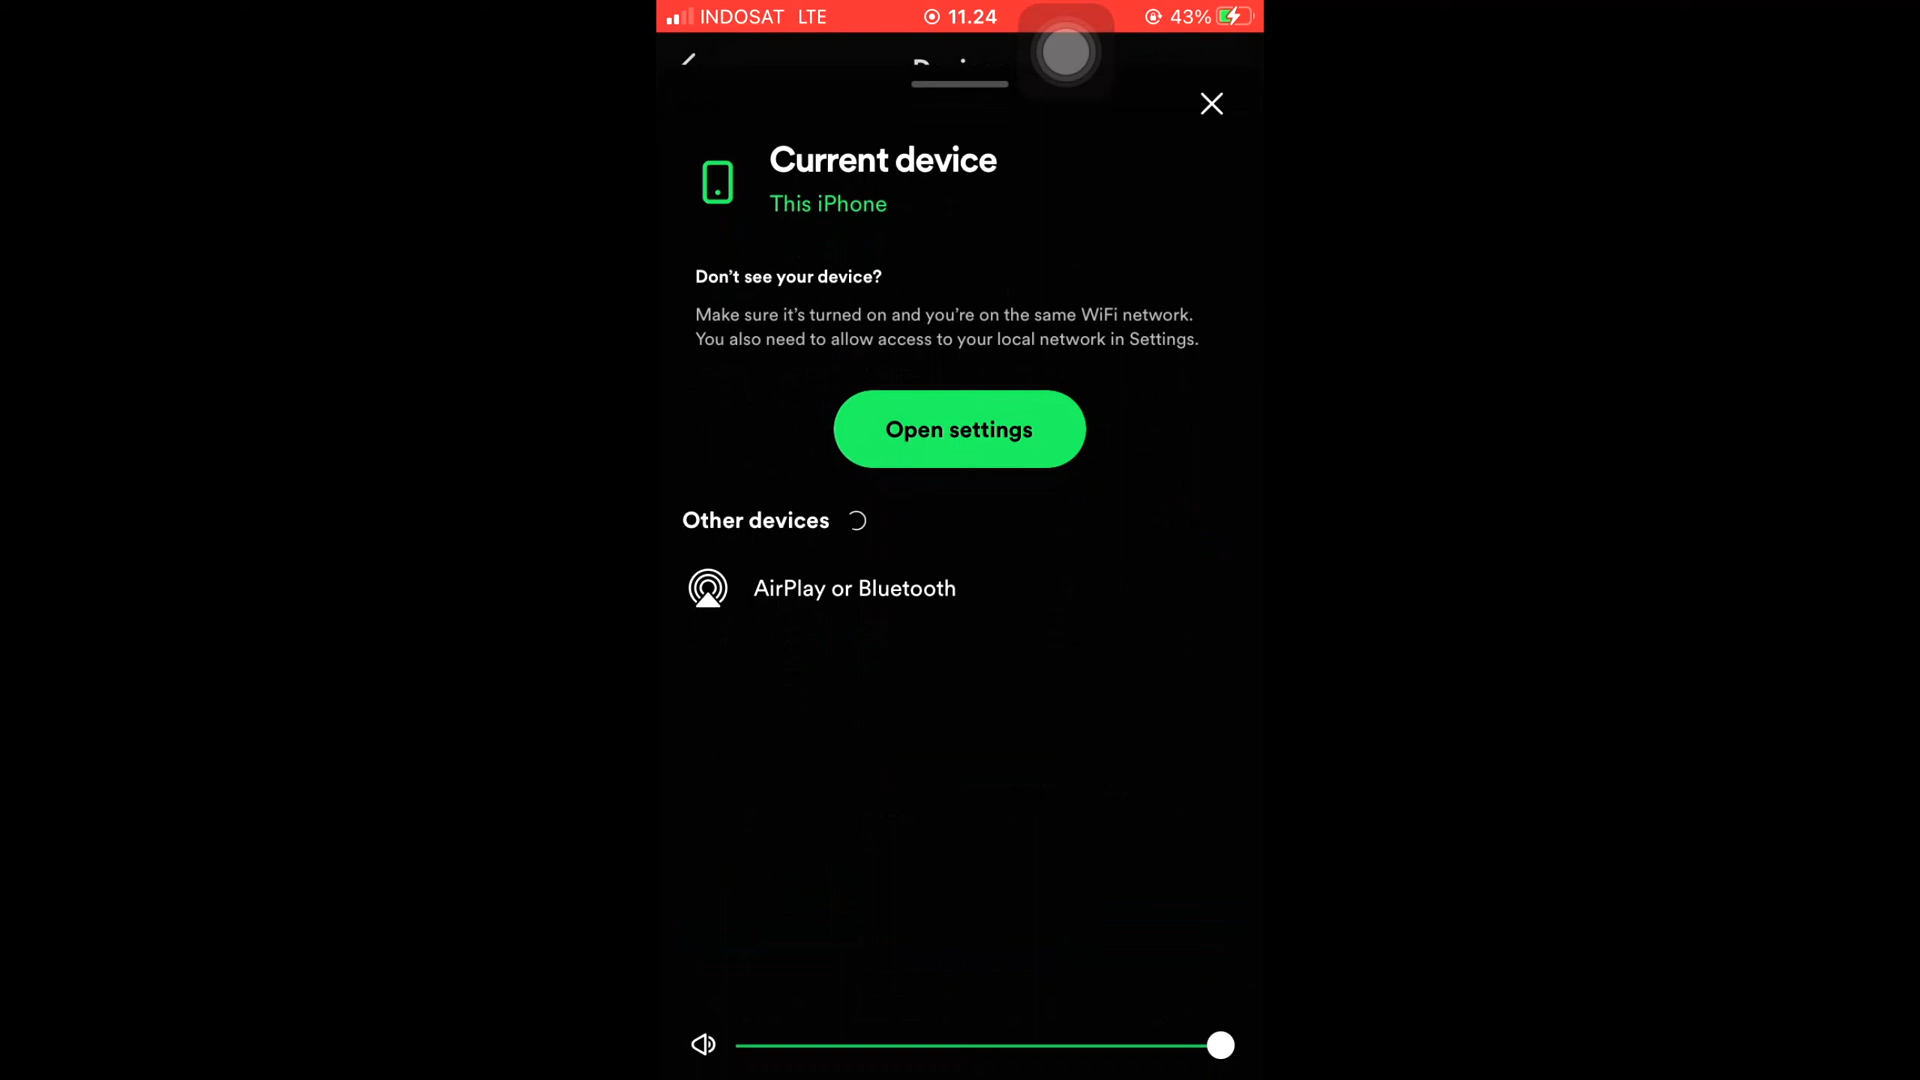 INDOSAT LTE 11.24 43%
Current device
This iPhone
Don't see your device?
Make sure it's turned on and you're on the same WiFi network.
You also need to allow access to your local network in Settings.
Open settings
Other devices
AirPlay or Bluetooth